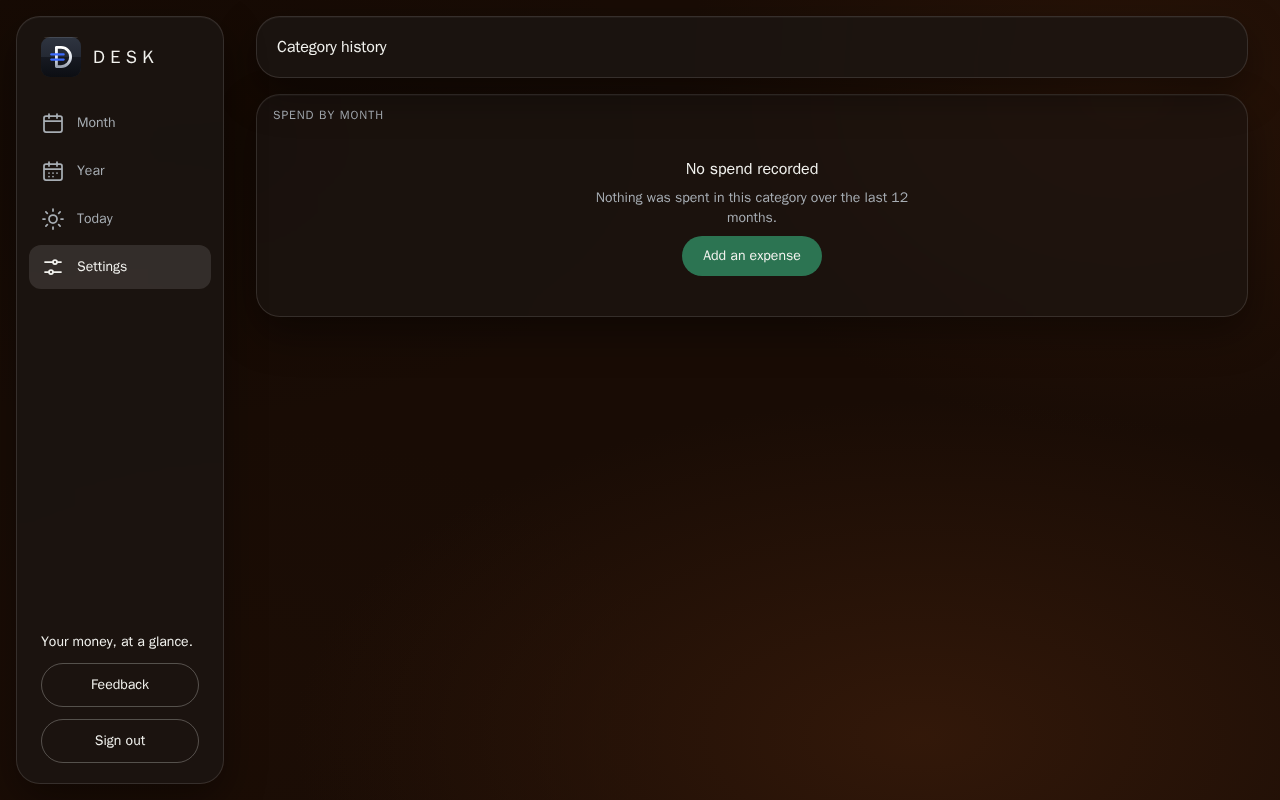 DESK
Month
Year
Today
Settings
Your money, at a glance.
Feedback
Sign out
Category history
SPEND BY MONTH
No spend recorded
Nothing was spent in this category over the last 12
months.
Add an expense